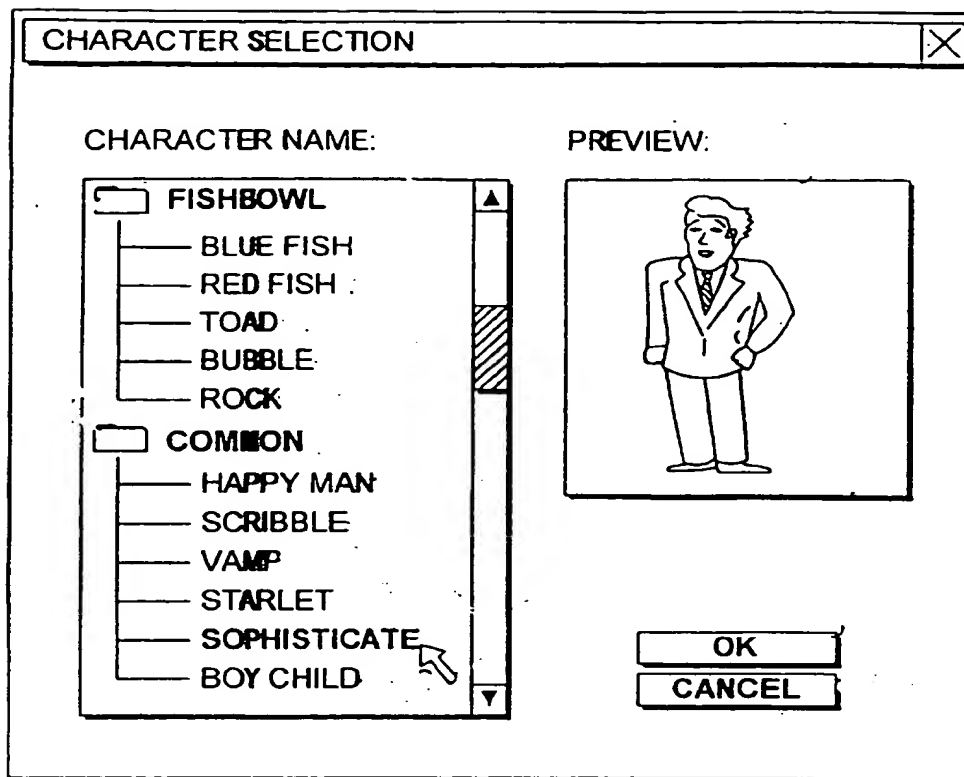 CHARACTER SELECTION
CHARACTER NAME:
FISHBOWL
BLUE FISH
RED FISH
TOAD
BUBBLE
ROCK
COMMON
HAPPY MAN
SCRIBBLE
VAMP
STARLET
SOPHISTICATE
BOY CHILD
PREVIEW:
OK
CANCEL